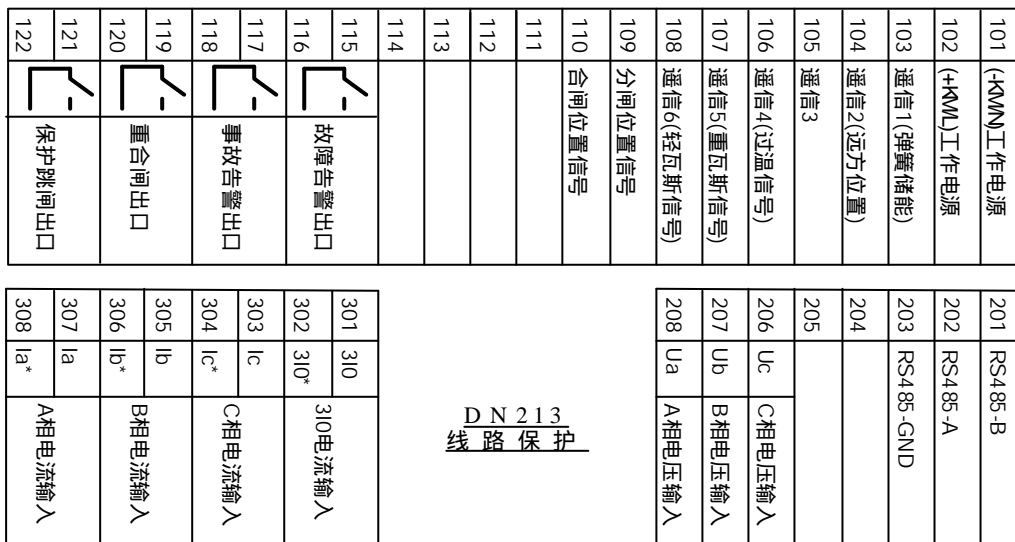 101 (-KMN)工作电源
102 (+KML)工作电源
103 遥信1(弹簧储能)
104 遥信2(远方位置)
105 遥信3
106 遥信4(过温信号)
107 遥信5(重瓦斯信号)
108 遥信6(轻瓦斯信号)
109 分闸位置信号
110 合闸位置信号
111
112
113
114
115
116
故障告警出口
117
118
事故告警出口
119
120
重合闸出口
121
122
保护跳闸出口
201 RS485-B
202 RS485-A
203 RS485-GND
204
205
206 Uc C相电压输入
207 Ub B相电压输入
208 Ua A相电压输入
DN213
线路保护
301 3I0
302 3I0*
3I0电流输入
303 Ic
304 Ic*
C相电流输入
305 Ib
306 Ib*
B相电流输入
307 Ia
308 Ia*
A相电流输入